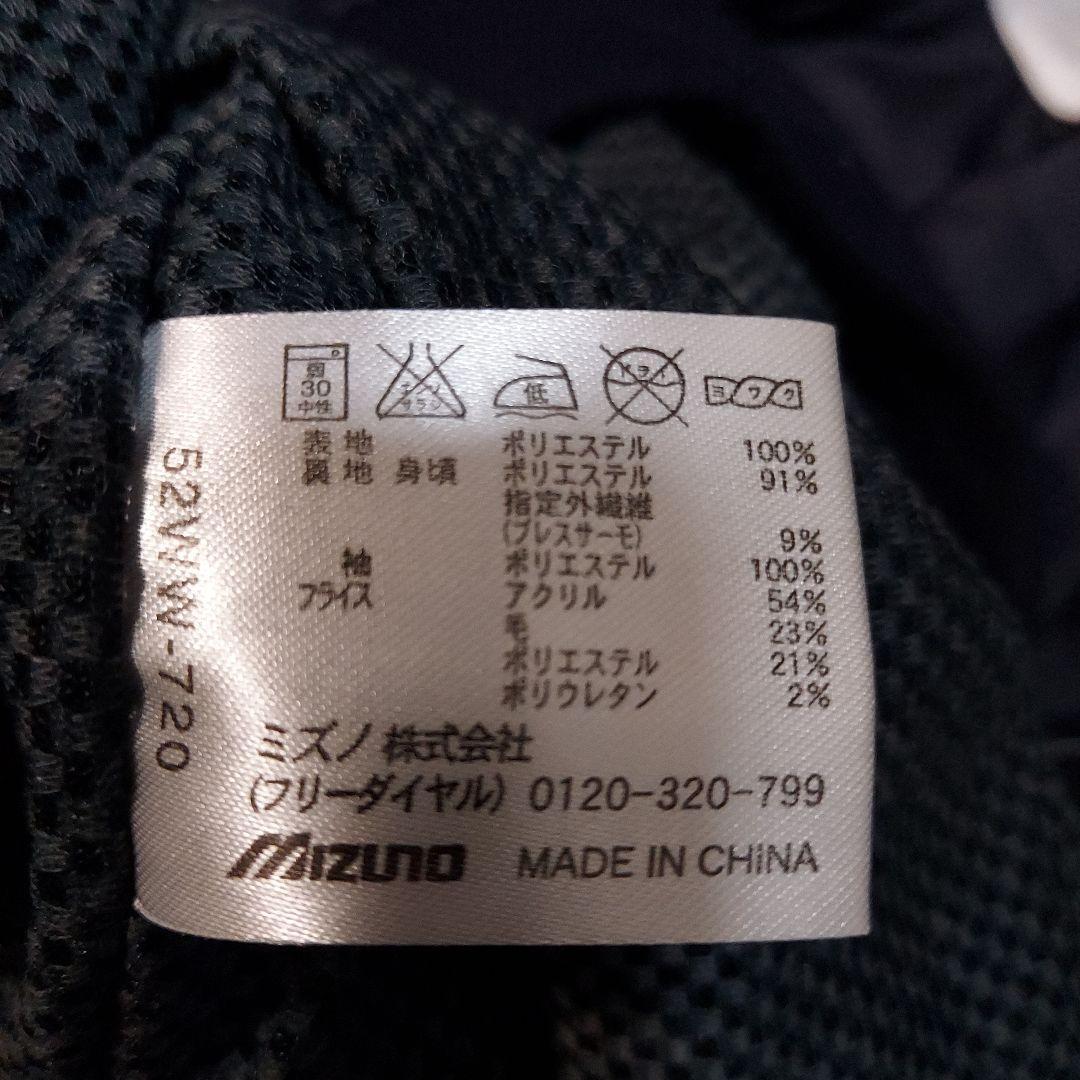 弱
30
中性
エンソ
サラシ
低
ドライ
ヨワク
表地 ポリエステル 100%
裏地 身頃 ポリエステル 91%
指定外繊維
(ブレスサーモ) 9%
袖 ポリエステル 100%
フライス アクリル 54%
毛 23%
ポリエステル 21%
ポリウレタン 2%
ミズノ株式会社
(フリーダイヤル) 0120-320-799
MIZUNO MADE IN CHINA
52WW-720